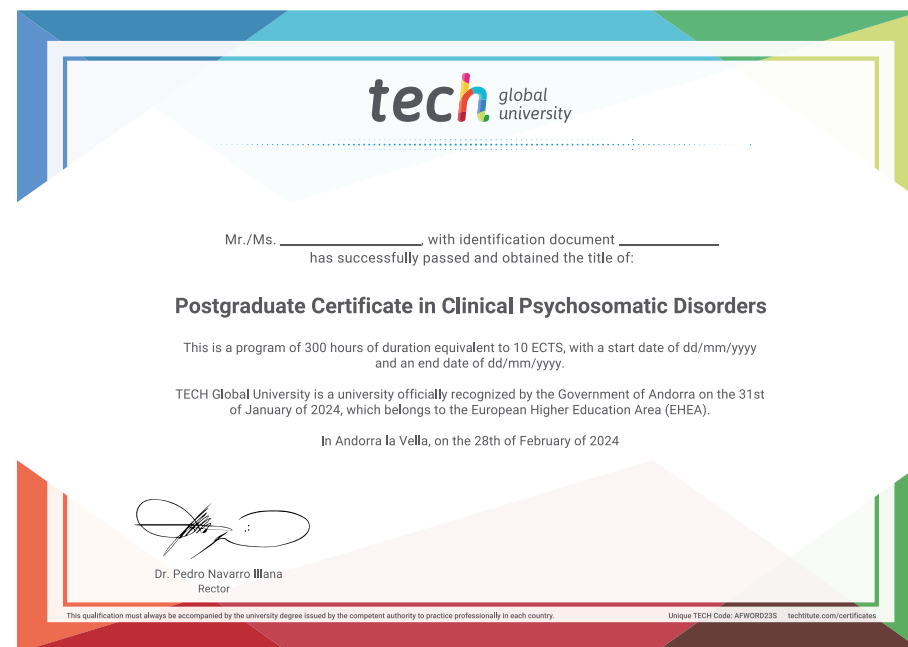 tech global
university
Mr./Ms. ____________________, with identification document ______________
has successfully passed and obtained the title of:
Postgraduate Certificate in Clinical Psychosomatic Disorders
This is a program of 300 hours of duration equivalent to 10 ECTS, with a start date of dd/mm/yyyy
and an end date of dd/mm/yyyy.
TECH Global University is a university officially recognized by the Government of Andorra on the 31st
of January of 2024, which belongs to the European Higher Education Area (EHEA).
In Andorra la Vella, on the 28th of February of 2024
Dr. Pedro Navarro Illana
Rector
This qualification must always be accompanied by the university degree issued by the competent authority to practice professionally in each country.
Unique TECH Code: AFWORD23S techtitute.com/certificates